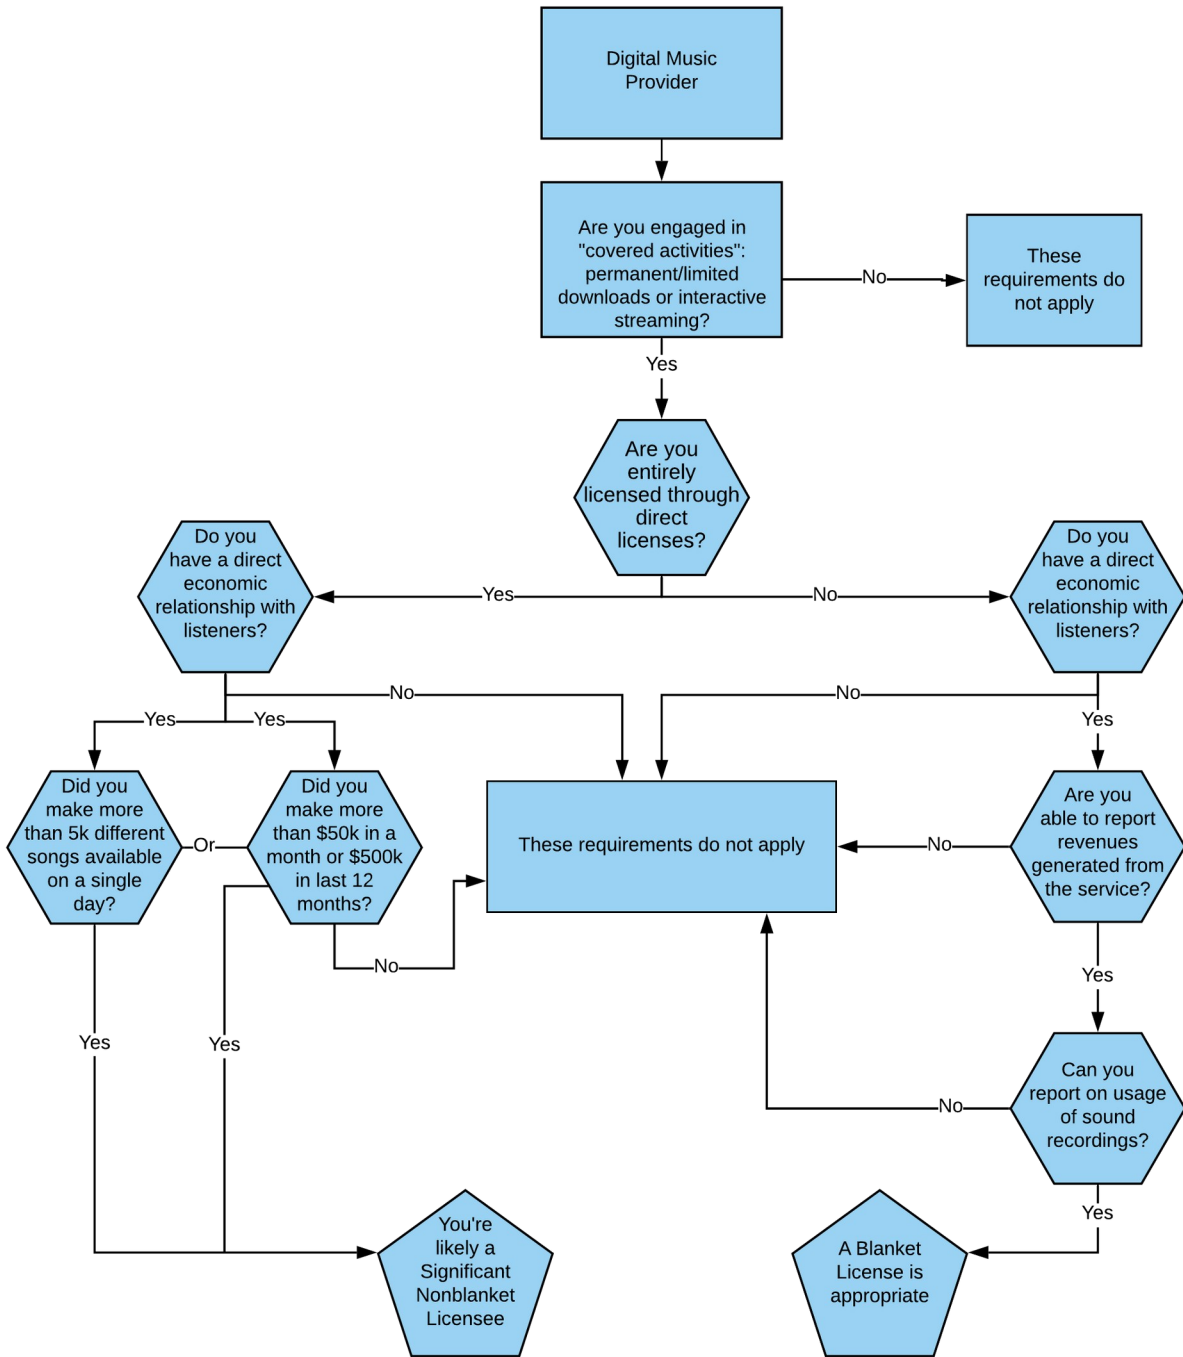 Digital Music
Provider
Are you engaged in
"covered activities":
permanent/limited
downloads or interactive
streaming?
No
These
requirements do
not apply
Yes
Are you
entirely
licensed through
direct
licenses?
Do you
have a direct
economic
relationship with
listeners?
Yes
No
Do you
have a direct
economic
relationship with
listeners?
No
No
Yes
Yes
Yes
Did you
make more
than 5k different
songs available
on a single
day?
Or
Did you
make more
than $50k in a
month or $500k
in last 12
months?
These requirements do not apply
No
Are you
able to report
revenues
generated from
the service?
No
Yes
Yes
Yes
Can you
report on usage
of sound
recordings?
No
Yes
You're
likely a
Significant
Nonblanket
Licensee
A Blanket
License is
appropriate